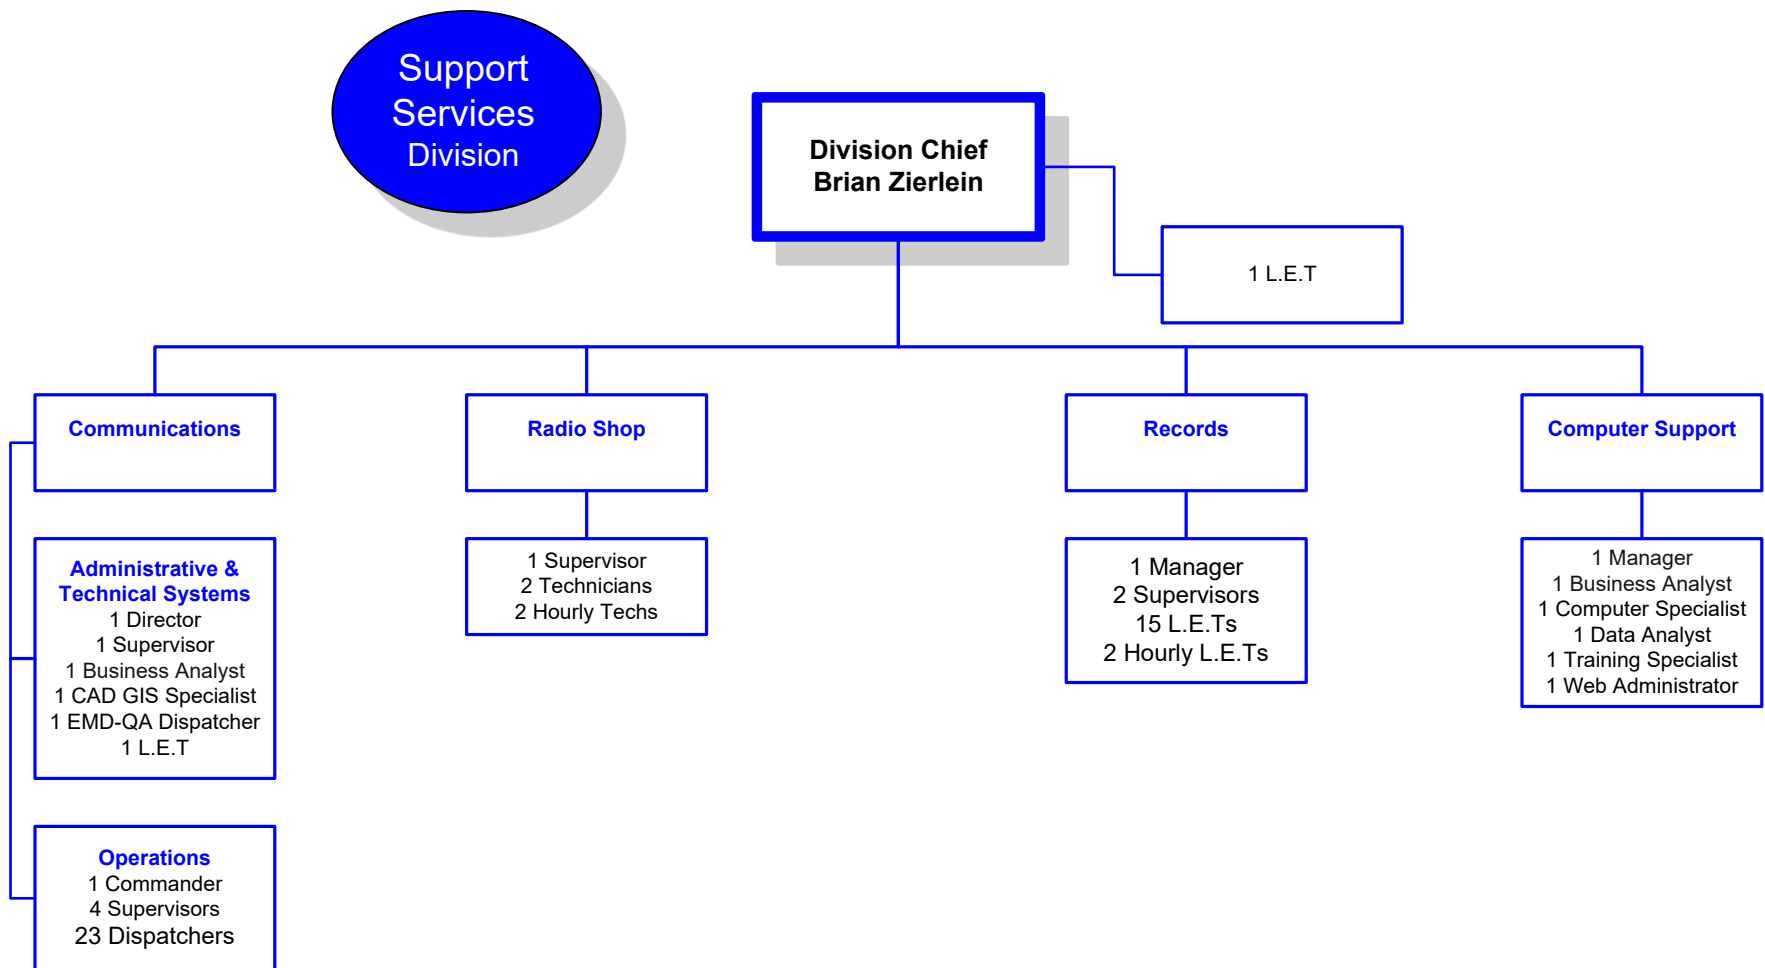 Support
Services
Division
Division Chief
Brian Zierlein
1 L.E.T
Communications
Radio Shop
Records
Computer Support
Administrative &
Technical Systems
1 Director
1 Supervisor
1 Business Analyst
1 CAD GIS Specialist
1 EMD-QA Dispatcher
1 L.E.T
1 Supervisor
2 Technicians
2 Hourly Techs
1 Manager
2 Supervisors
15 L.E.Ts
2 Hourly L.E.Ts
1 Manager
1 Business Analyst
1 Computer Specialist
1 Data Analyst
1 Training Specialist
1 Web Administrator
Operations
1 Commander
4 Supervisors
23 Dispatchers